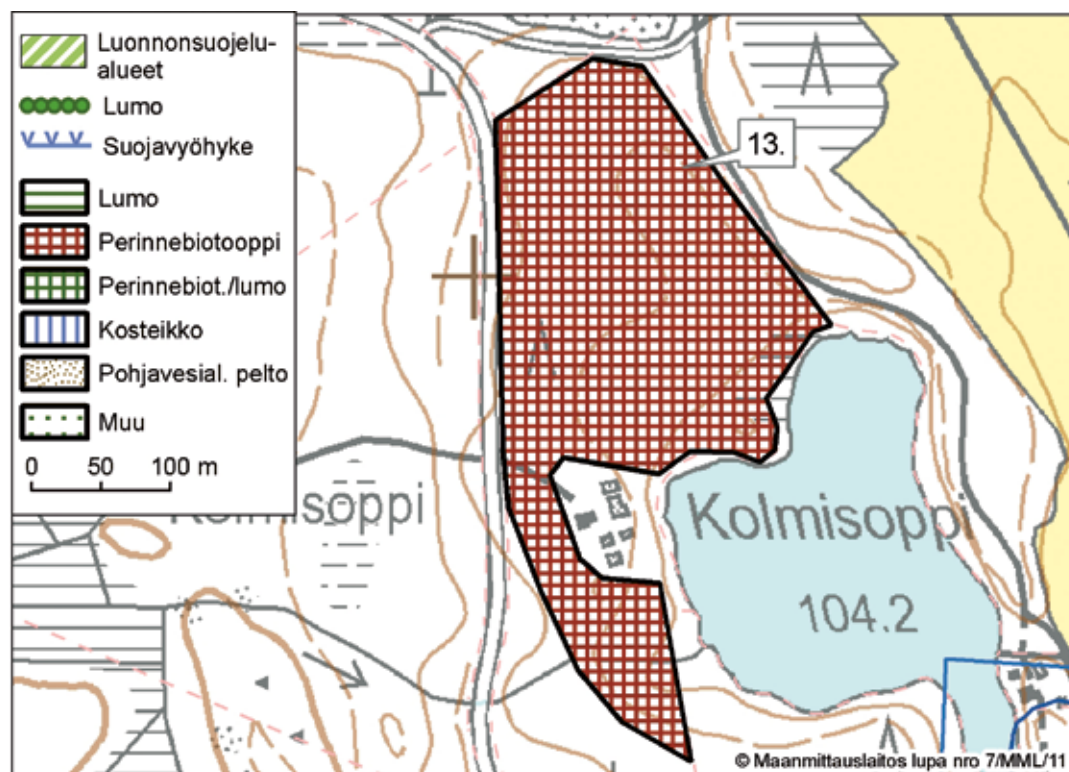 Luonnonsuojelu-
alueet
Lumo
Suojavyöhyke
Lumo
Perinnebiotooppi
Perinnebiot./lumo
Kosteikko
Pohjavesial. pelto
Muu
0 50 100 m
13.
Kolmisoppi
Kolmisoppi
104.2
© Maanmittauslaitos lupa nro 7/MML/11